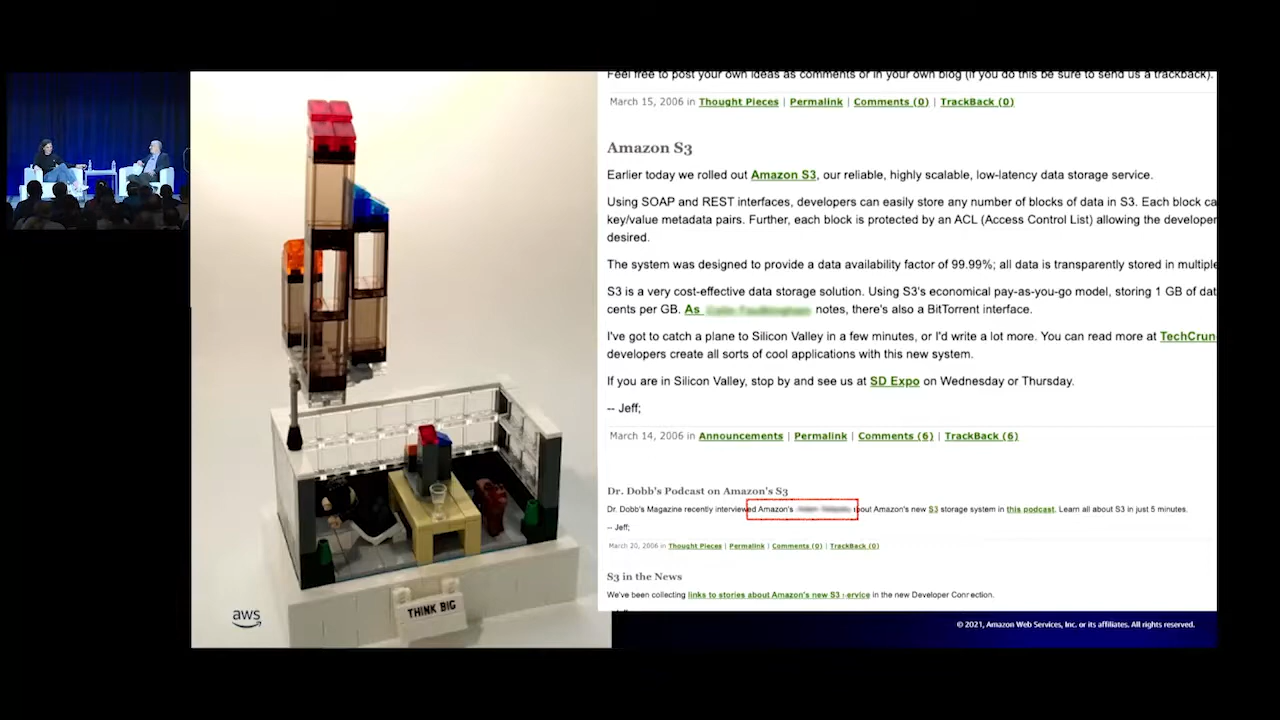 Feel free to post your own ideas as comments or in your own blog (if you do this be sure to send us a trackback).
March 15, 2006 in Thought Pieces | Permalink | Comments (0) | TrackBack (0)
Amazon S3
Earlier today we rolled out Amazon S3, our reliable, highly scalable, low-latency data storage service.
Using SOAP and REST interfaces, developers can easily store any number of blocks of data in S3. Each block ca
key/value metadata pairs. Further, each block is protected by an ACL (Access Control List) allowing the developer
desired.
The system was designed to provide a data availability factor of 99.99%; all data is transparently stored in multiple
S3 is a very cost-effective data storage solution. Using S3's economical pay-as-you-go model, storing 1 GB of dat
cents per GB. As notes, there's also a BitTorrent interface.
I've got to catch a plane to Silicon Valley in a few minutes, or I'd write a lot more. You can read more at TechCrun
developers create all sorts of cool applications with this new system.
If you are in Silicon Valley, stop by and see us at SD Expo on Wednesday or Thursday.
-- Jeff;
March 14, 2006 in Announcements | Permalink | Comments (6) | TrackBack (6)
Dr. Dobb's Podcast on Amazon's S3
Dr. Dobb's Magazine recently interviewed Amazon's about Amazon's new S3 storage system in this podcast. Learn all about S3 in just 5 minutes.
-- Jeff;
March 20, 2006 in Thought Pieces | Permalink | Comments (0) | TrackBack (0)
S3 in the News
We've been collecting links to stories about Amazon's new S3 service in the new Developer Connection.
THINK BIG
aws
© 2021, Amazon Web Services, Inc. or its affiliates. All rights reserved.